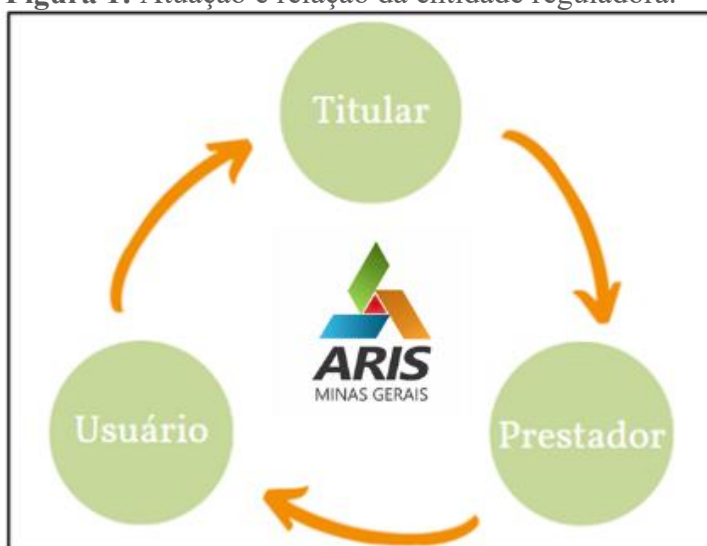 Figura 1: Atuação e relação da entidade reguladora.
Titular
ARIS
MINAS GERAIS
Usuário
Prestador